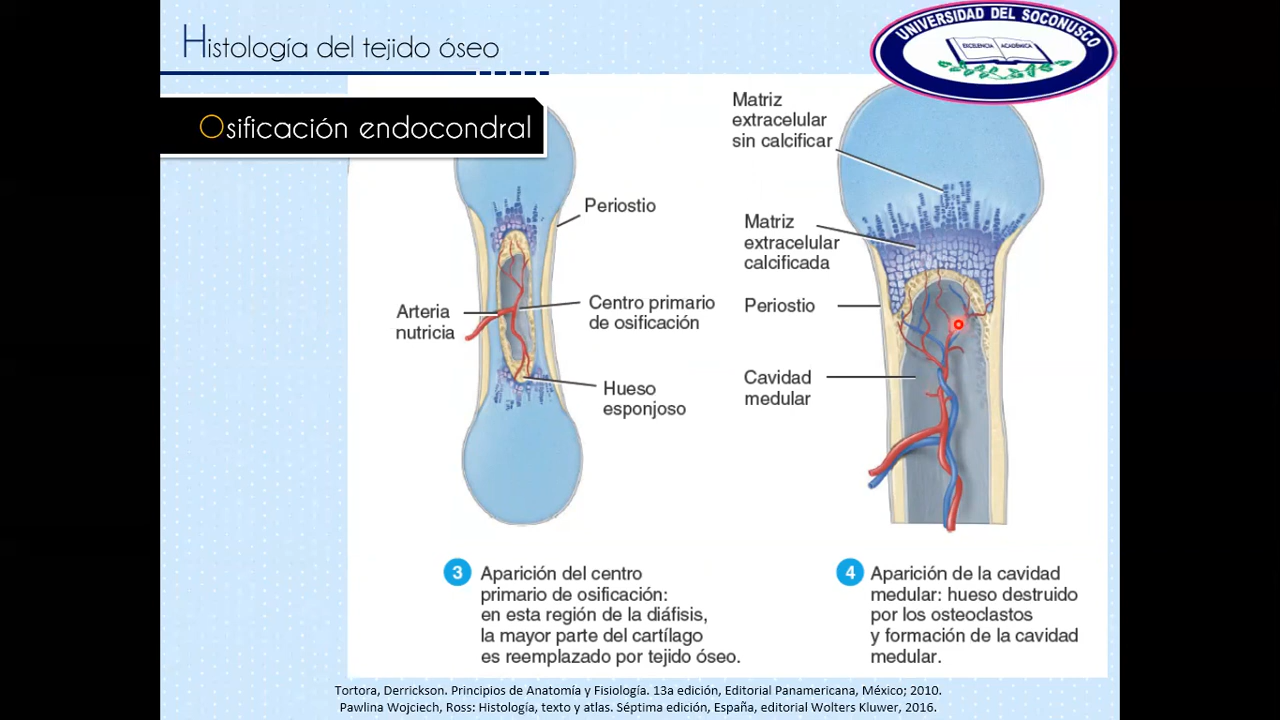 Histología del tejido óseo
UNIVERSIDAD DEL SOCONUSCO
EXCELENCIA ACADÉMICA
Osificación endocondral
Periostio
Arteria
nutricia
Centro primario
de osificación
Hueso
esponjoso
3 Aparición del centro
primario de osificación:
en esta región de la diáfisis,
la mayor parte del cartílago
es reemplazado por tejido óseo.
Matriz
extracelular
sin calcificar
Matriz
extracelular
calcificada
Periostio
Cavidad
medular
4 Aparición de la cavidad
medular: hueso destruido
por los osteoclastos
y formación de la cavidad
medular.
Tortora, Derrickson. Principios de Anatomía y Fisiología. 13a edición, Editorial Panamericana, México; 2010.
Pawlina Wojciech, Ross: Histología, texto y atlas. Séptima edición, España, editorial Wolters Kluwer, 2016.